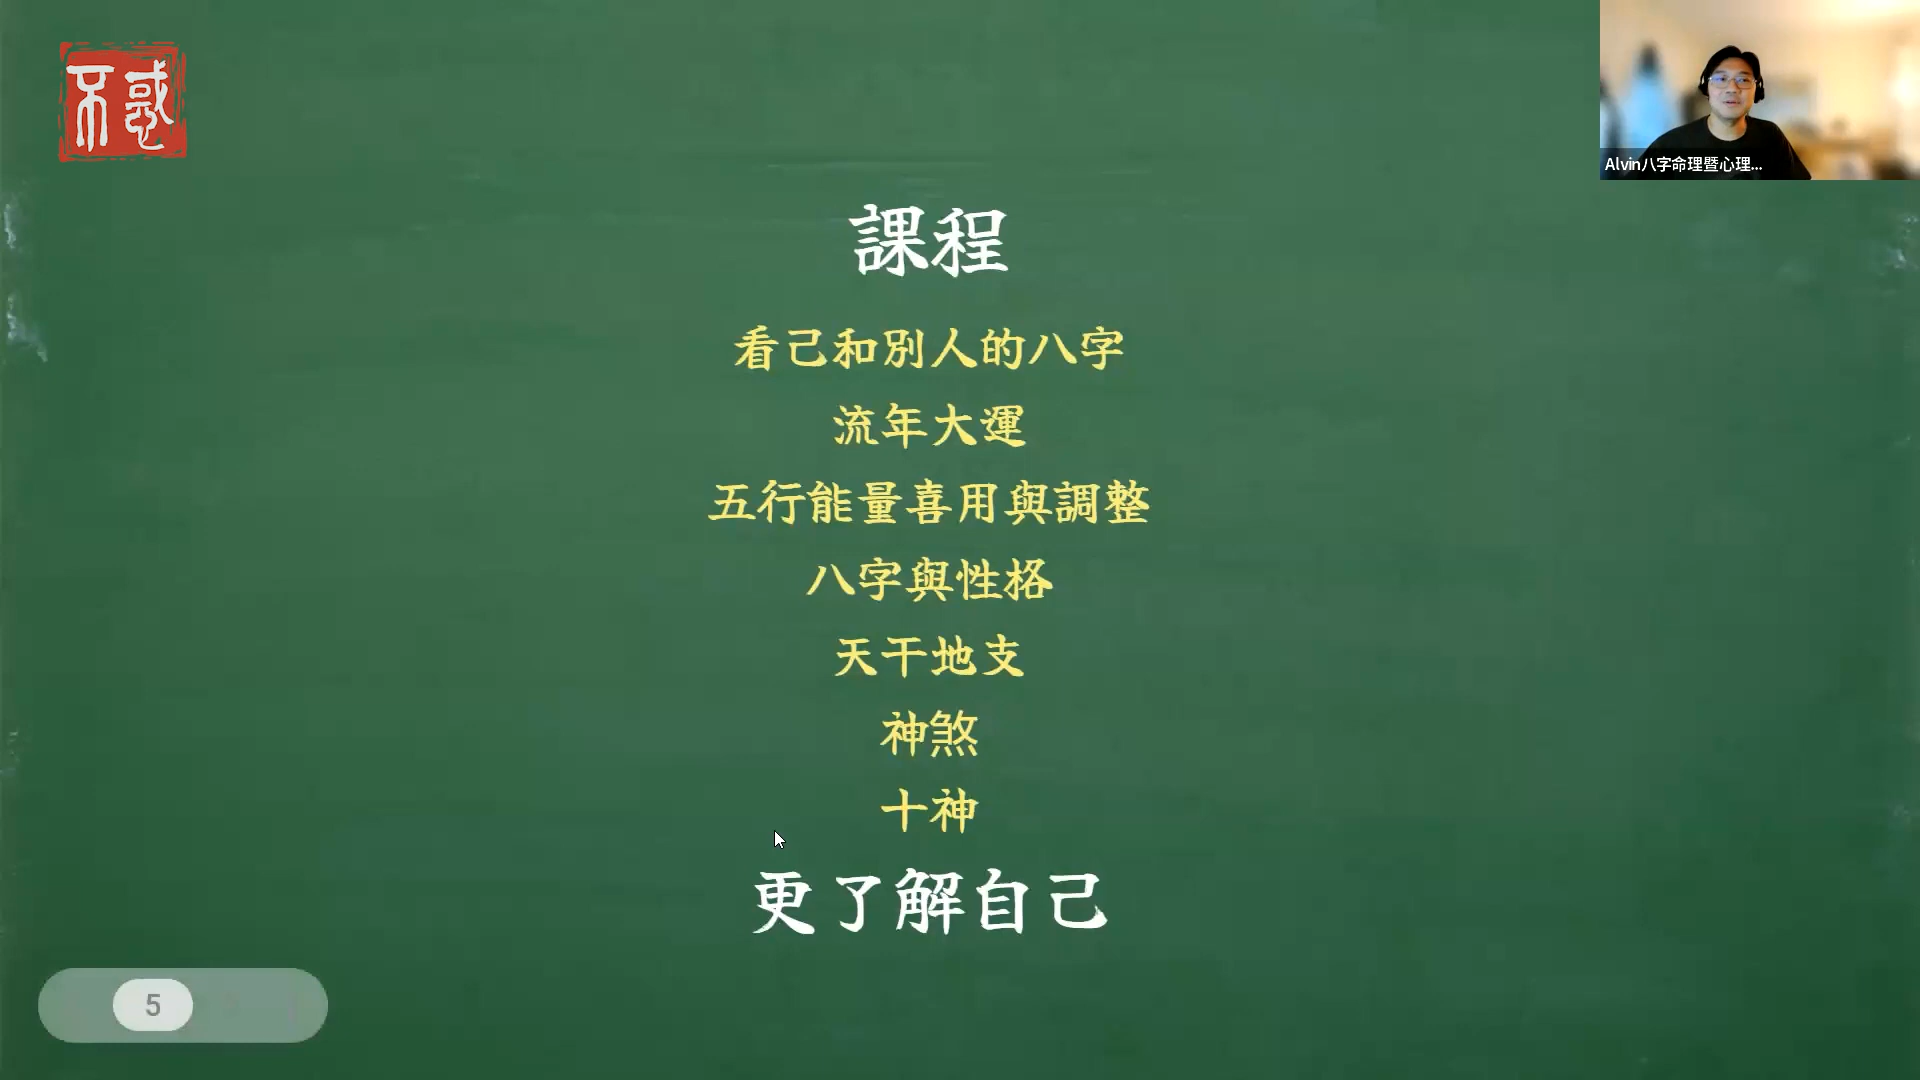 不惑
Alvin八字命理暨心理...
課程
看己和別人的八字
流年大運
五行能量喜用與調整
八字與性格
天干地支
神煞
十神
更了解自己
5